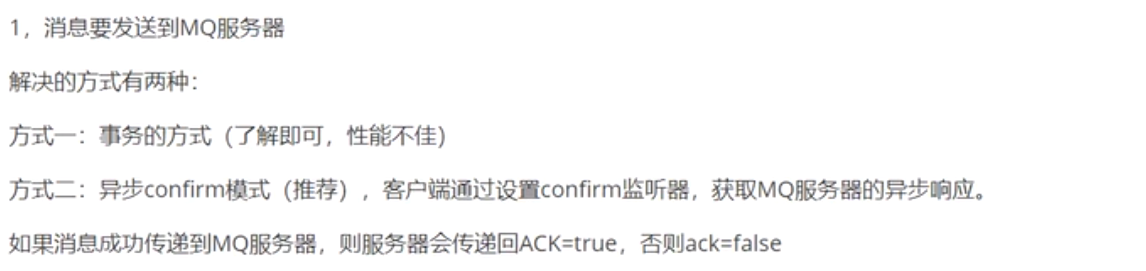 1，消息要发送到MQ服务器
解决的方式有两种：
方式一：事务的方式（了解即可，性能不佳）
方式二：异步confirm模式（推荐），客户端通过设置confirm监听器，获取MQ服务器的异步响应。
如果消息成功传递到MQ服务器，则服务器会传递回ACK=true，否则ack=false